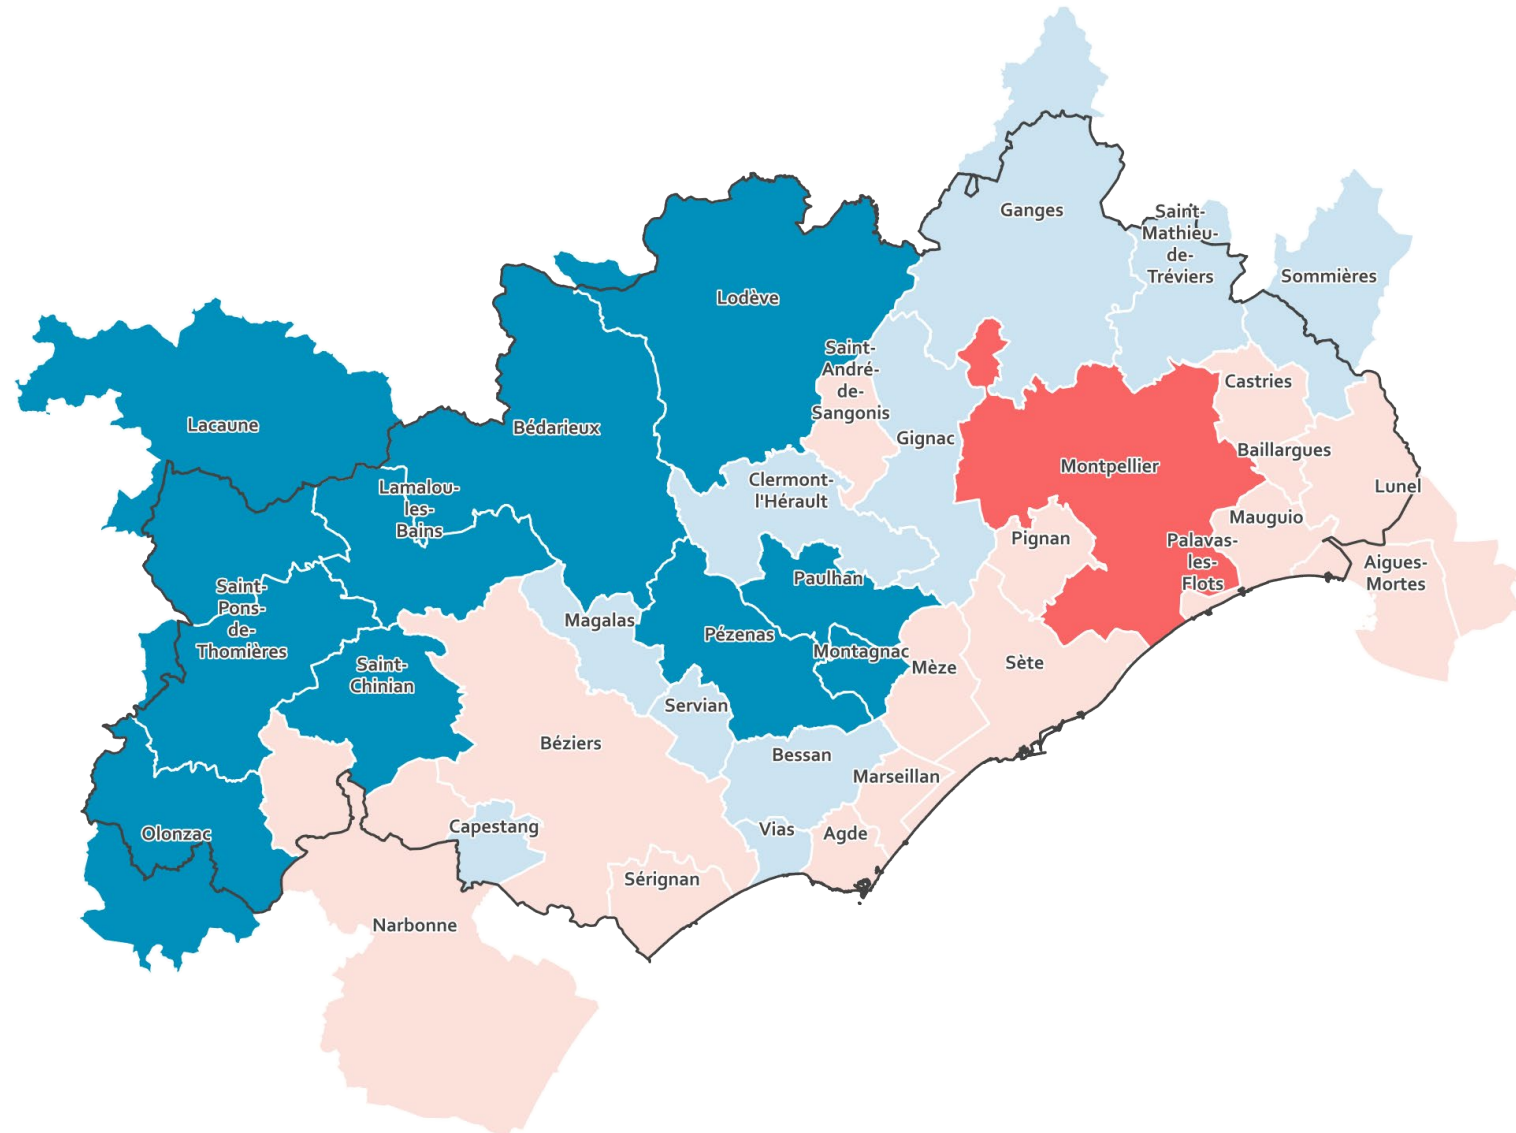 Ganges
Saint-
Mathieu-
de-
Tréviers
Sommières
Lodève
Saint-
André-
de-
Sangonis
Castries
Lacaune
Bédarieux
Gignac
Baillargues
Montpellier
Clermont-
l'Hérault
Lunel
Lamalou-
les-
Bains
Mauguio
Pignan
Palavas-
les-
Flots
Aigues-
Mortes
Paulhan
Saint-
Pons-
de-
Thomières
Magalas
Pézenas
Montagnac
Mèze
Sète
Saint-
Chinian
Servian
Béziers
Bessan
Marseillan
Capestang
Vias
Agde
Olonzac
Sérignan
Narbonne